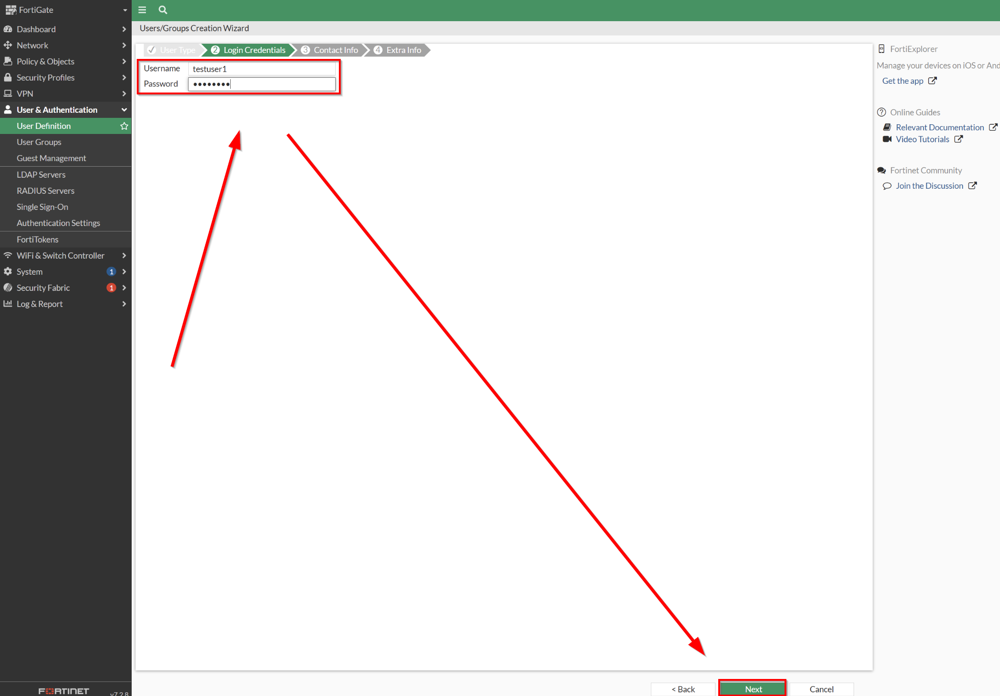 FortiGate
Dashboard
Network
Policy & Objects
Security Profiles
VPN
User & Authentication
User Definition
User Groups
Guest Management
LDAP Servers
RADIUS Servers
Single Sign-On
Authentication Settings
FortiTokens
WiFi & Switch Controller
System 1
Security Fabric 1
Log & Report
FORTINET v7.2.8
Users/Groups Creation Wizard
User Type 2 Login Credentials 3 Contact Info 4 Extra Info
Username testuser1
Password ••••••••
< Back Next Cancel
FortiExplorer
Manage your devices on iOS or And
Get the app
Online Guides
Relevant Documentation
Video Tutorials
Fortinet Community
Join the Discussion